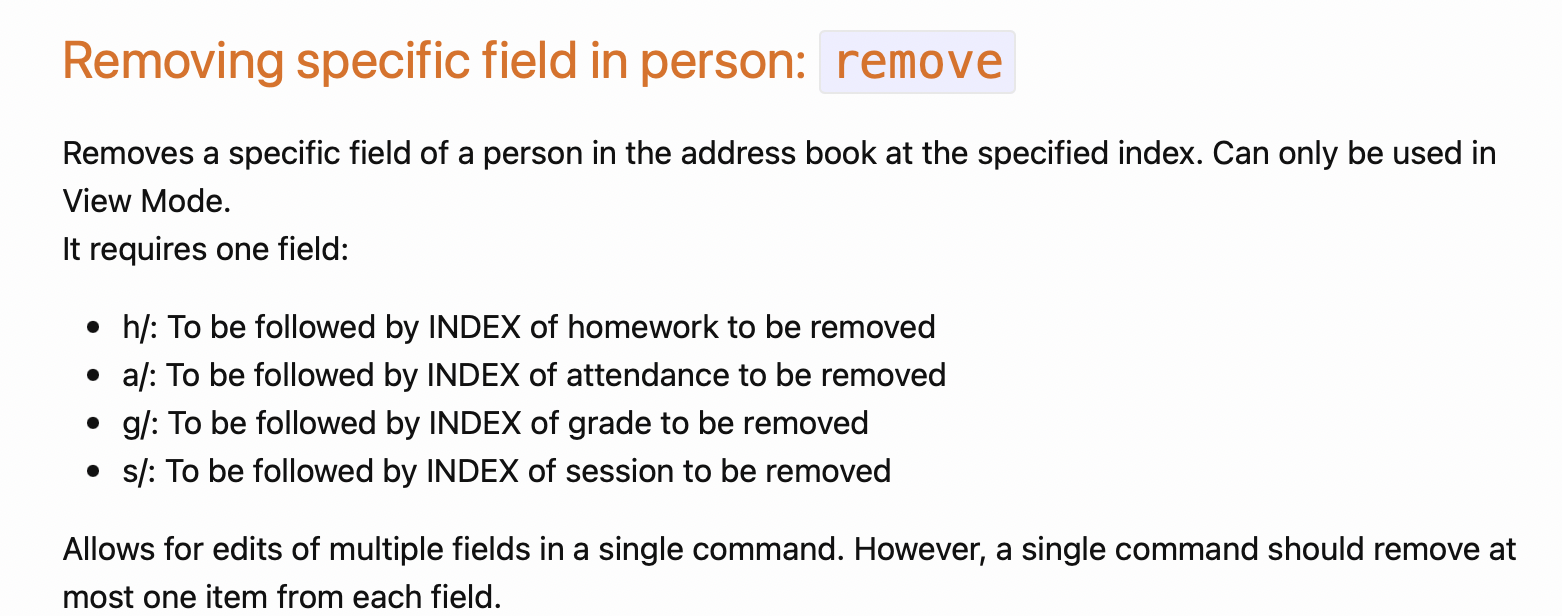 Removing specific field in person: remove
Removes a specific field of a person in the address book at the specified index. Can only be used in
View Mode.
It requires one field:
• h/: To be followed by INDEX of homework to be removed
• a/: To be followed by INDEX of attendance to be removed
• g/: To be followed by INDEX of grade to be removed
• s/: To be followed by INDEX of session to be removed
Allows for edits of multiple fields in a single command. However, a single command should remove at
most one item from each field.